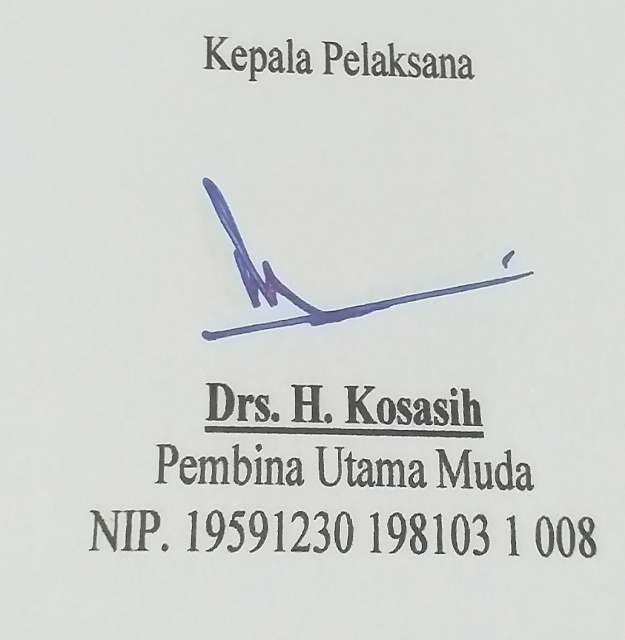 Kepala Pelaksana
Drs. H. Kosasih
Pembina Utama Muda
NIP. 19591230 198103 1 008